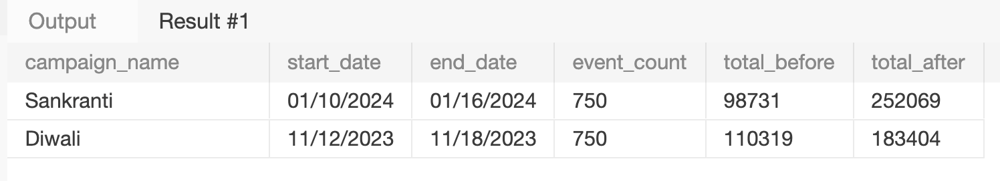 Output Result #1
campaign_name start_date end_date event_count total_before total_after
Sankranti 01/10/2024 01/16/2024 750 98731 252069
Diwali 11/12/2023 11/18/2023 750 110319 183404